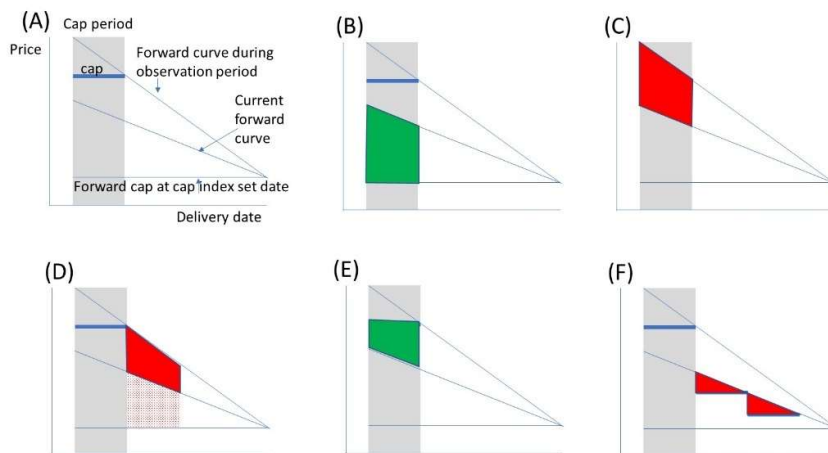 (A)
Cap period
Price
Forward curve during
observation period
cap
Current
forward
curve
Forward cap at cap index set date
Delivery date
(B)
(C)
(D)
(E)
(F)